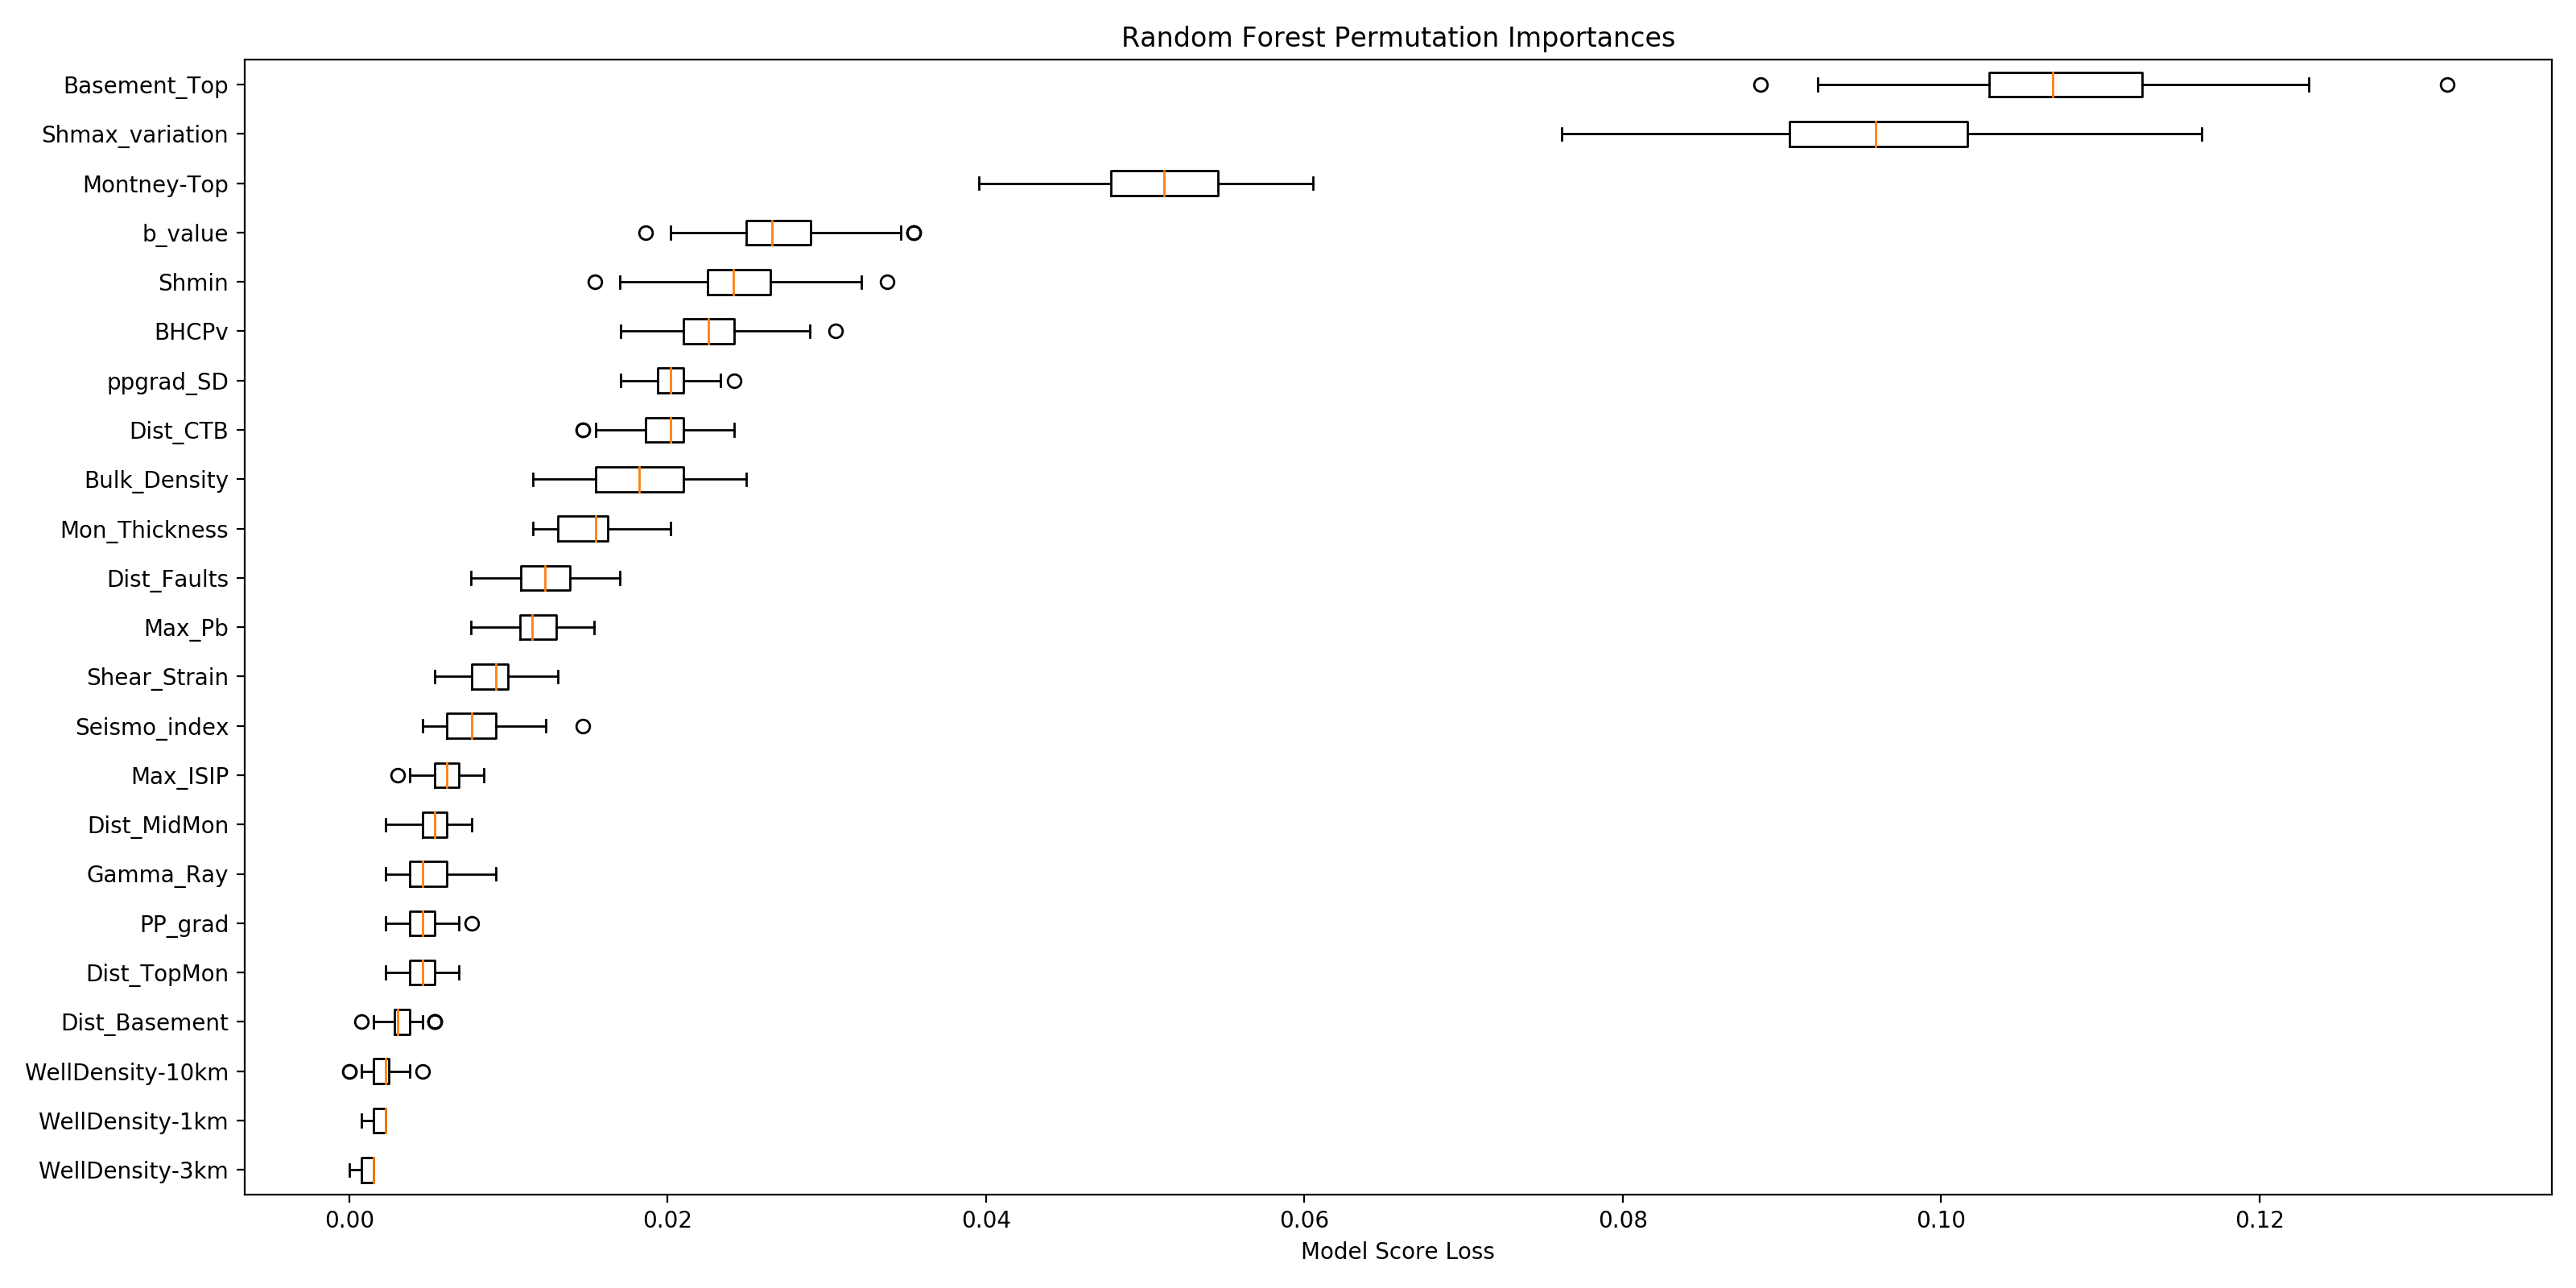 Random Forest Permutation Importances
Basement_Top
Shmax_variation
Montney-Top
b_value
Shmin
BHCPv
ppgrad_SD
Dist_CTB
Bulk_Density
Mon_Thickness
Dist_Faults
Max_Pb
Shear_Strain
Seismo_index
Max_ISIP
Dist_MidMon
Gamma_Ray
PP_grad
Dist_TopMon
Dist_Basement
WellDensity-10km
WellDensity-1km
WellDensity-3km
0.00 0.02 0.04 0.06 0.08 0.10 0.12
Model Score Loss